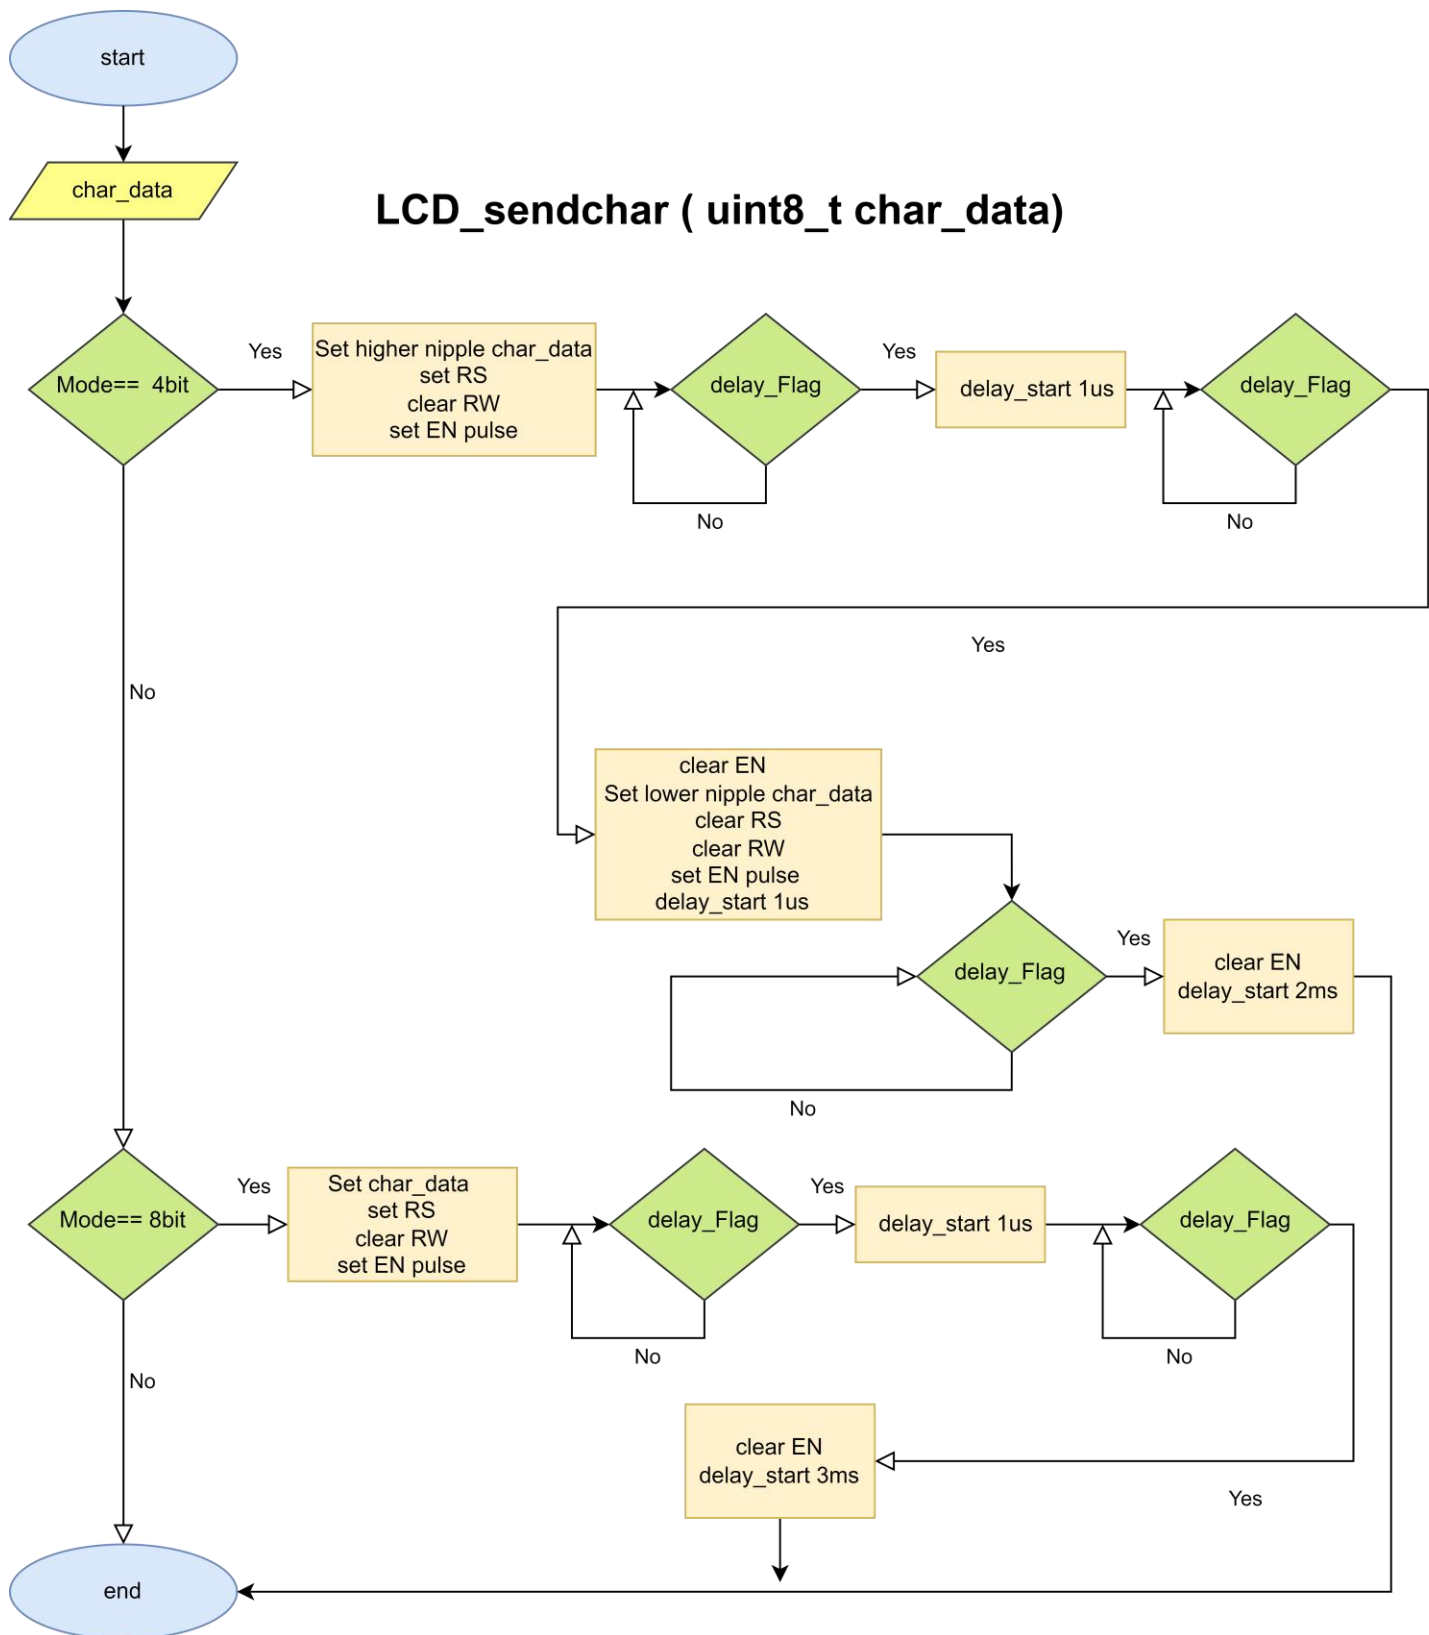 start
char_data
LCD_sendchar ( uint8_t char_data)
Mode== 4bit
Yes
Set higher nipple char_data
set RS
clear RW
set EN pulse
delay_Flag
No
Yes
delay_start 1us
delay_Flag
No
Yes
No
clear EN
Set lower nipple char_data
clear RS
clear RW
set EN pulse
delay_start 1us
delay_Flag
No
Yes
clear EN
delay_start 2ms
Mode== 8bit
Yes
Set char_data
set RS
clear RW
set EN pulse
delay_Flag
No
Yes
delay_start 1us
delay_Flag
No
Yes
clear EN
delay_start 3ms
No
end